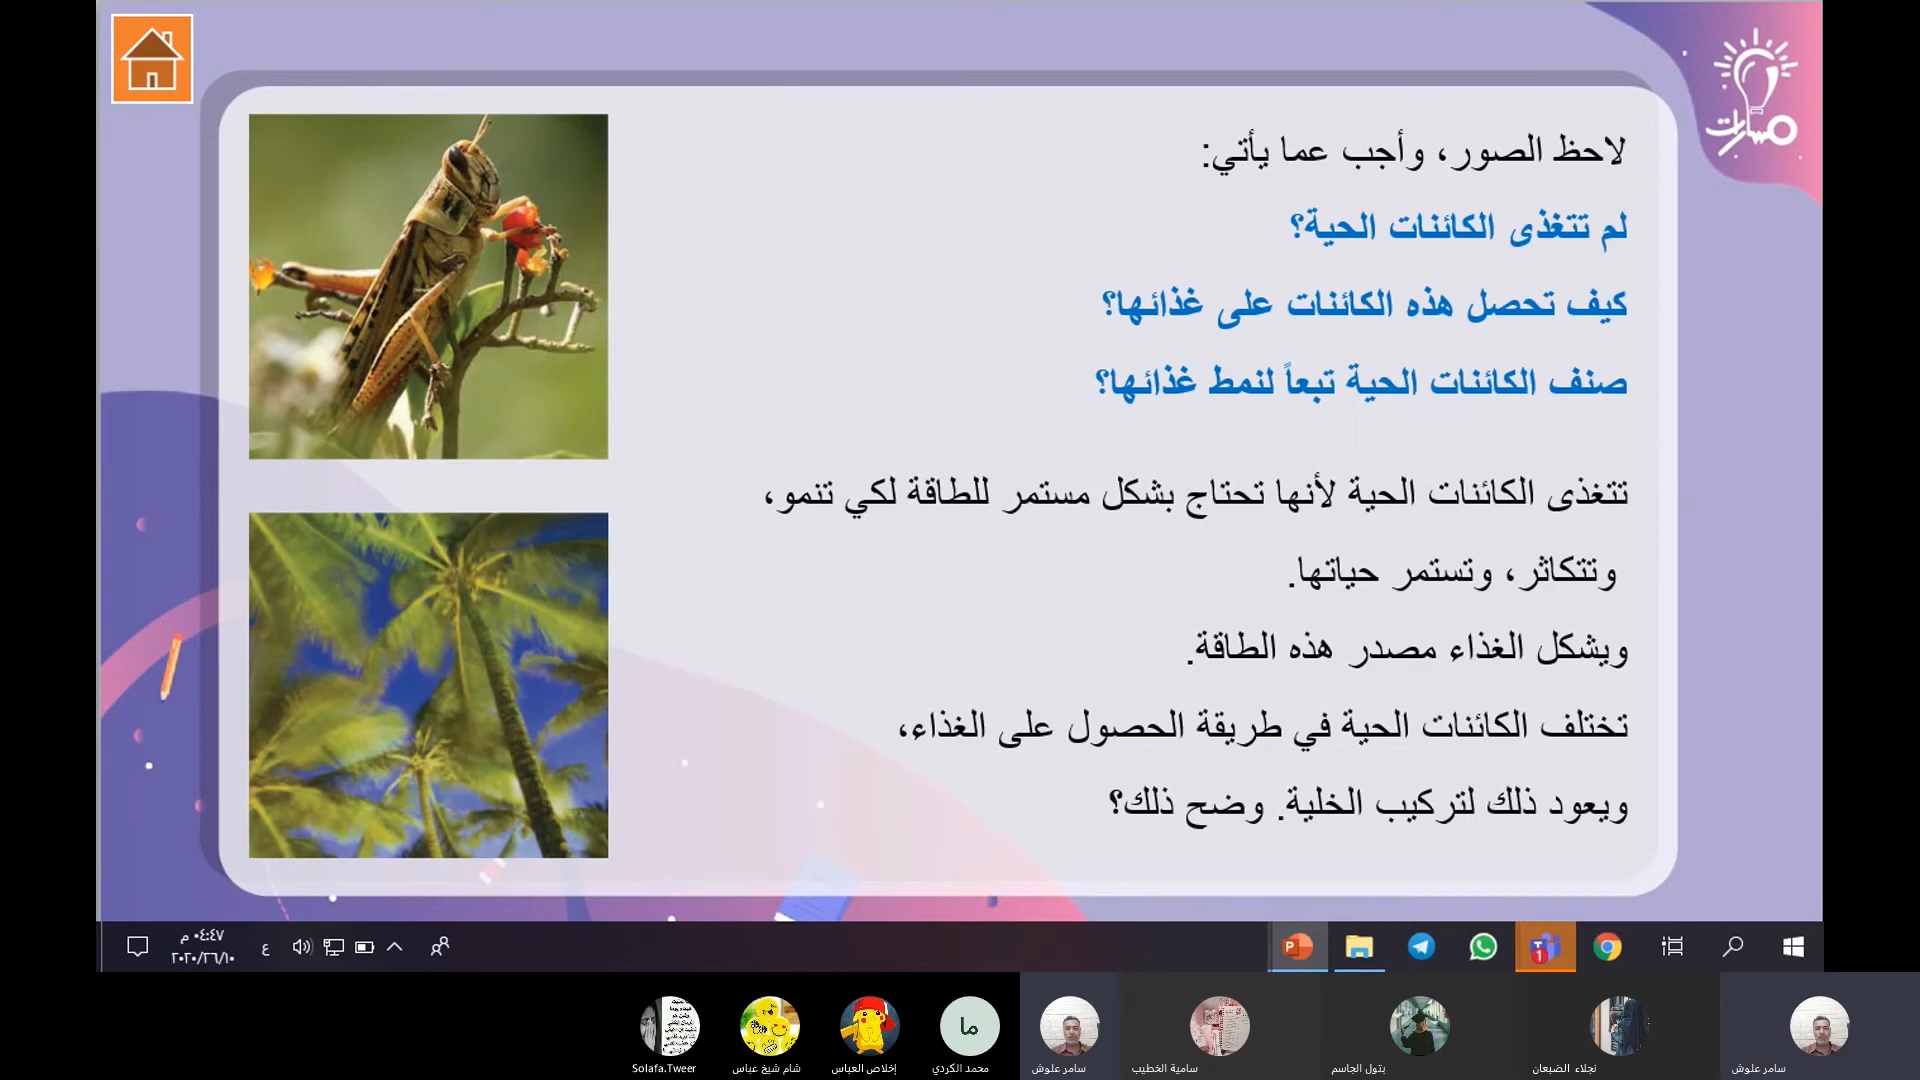 مسارات
لاحظ الصور، وأجب عما يأتي:
لم تتغذى الكائنات الحية؟
كيف تحصل هذه الكائنات على غذائها؟
صنف الكائنات الحية تبعاً لنمط غذائها؟
تتغذى الكائنات الحية لأنها تحتاج بشكل مستمر للطاقة لكي تنمو،
وتتكاثر، وتستمر حياتها.
ويشكل الغذاء مصدر هذه الطاقة.
تختلف الكائنات الحية في طريقة الحصول على الغذاء،
ويعود ذلك لتركيب الخلية. وضح ذلك؟
٠٤:٤٧ م
٢٠٢٠/٢٦/١٠
ع
ما
Solafa.Tweer
شام شيخ عباس
إخلاص العباس
محمد الكردي
سامر علوش
سامية الخطيب
بتول الجاسم
نجلاء الضبعان
سامر علوش